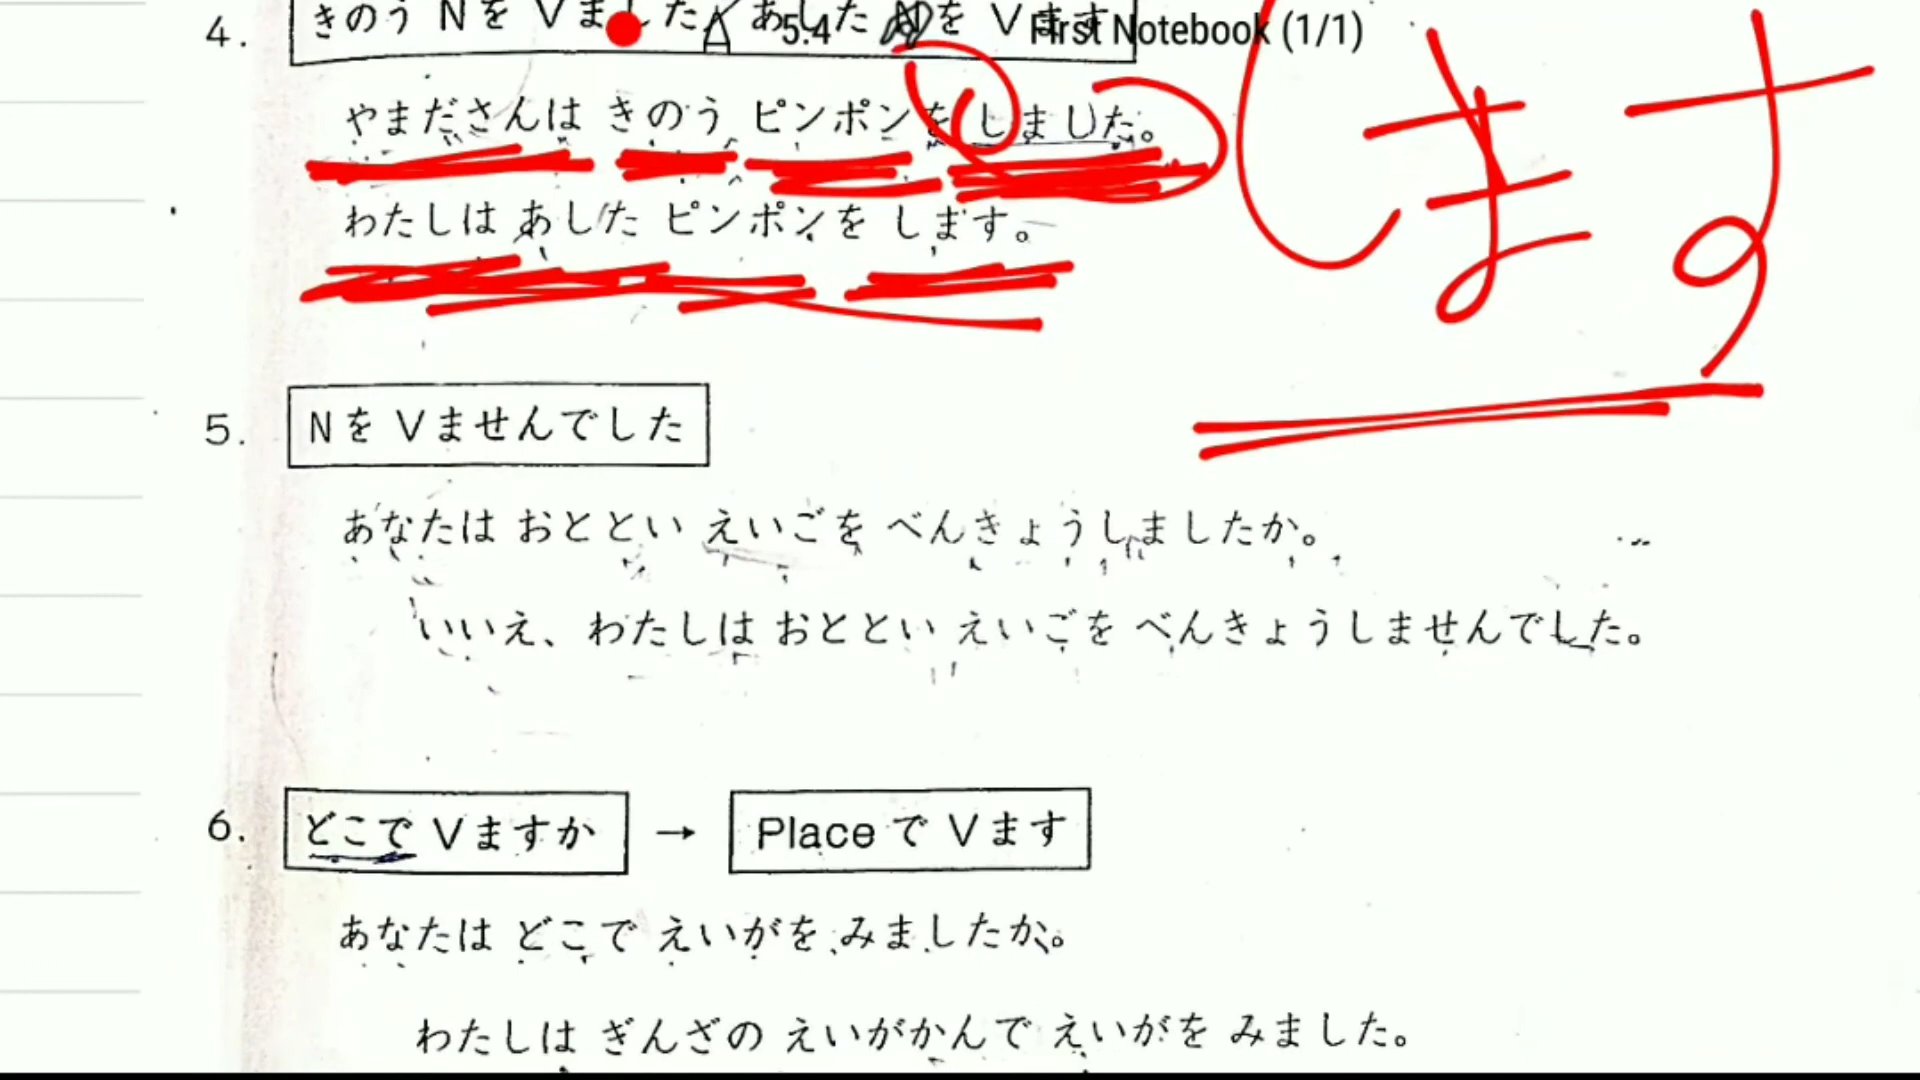 4. きのう Nを Vました/あした Nを Vます
5.4 First Notebook (1/1)
やまださんは きのう ピンポンを しました。
わたしは あした ピンポンを します。
します
5. Nを Vませんでした
あなたは おととい えいごを べんきょうしましたか。
いいえ、わたしは おととい えいごを べんきょうしませんでした。
6. どこで Vますか → Placeで Vます
あなたは どこで えいがを みましたか。
わたしは ぎんざの えいがかんで えいがを みました。